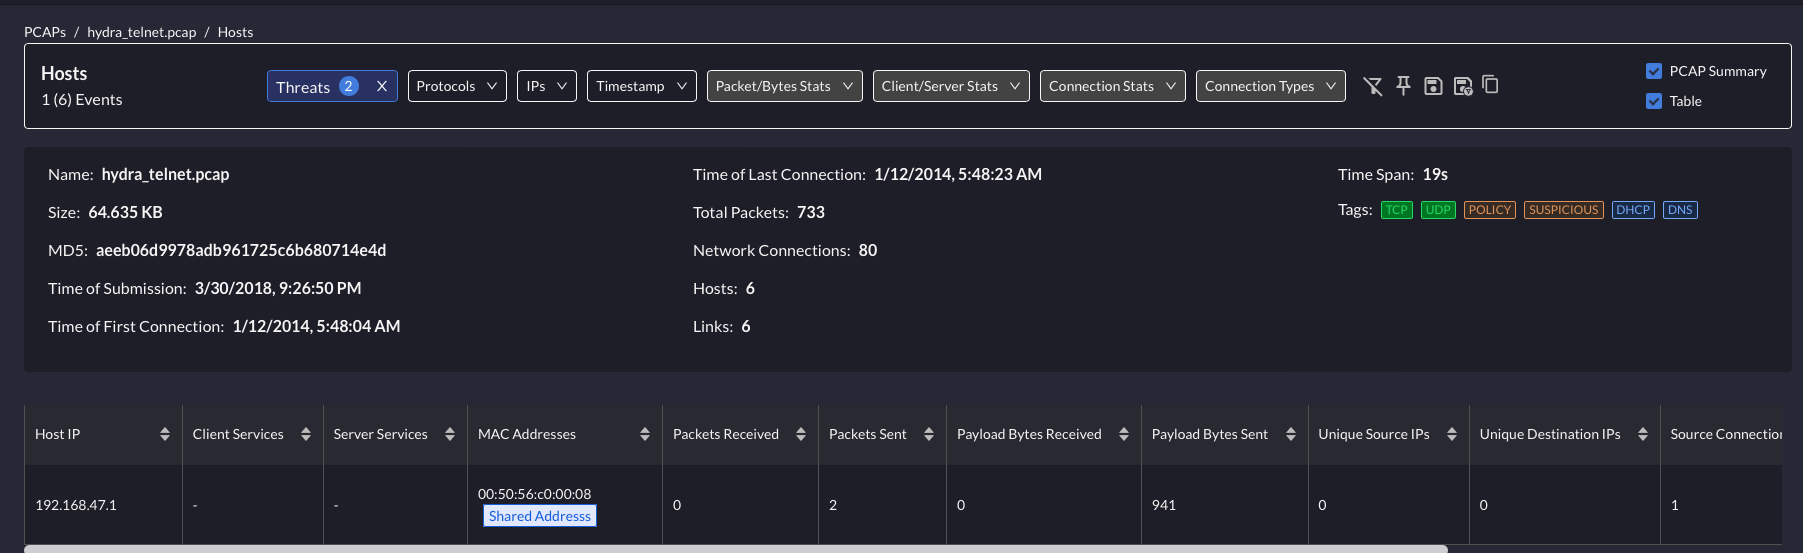 PCAPs / hydra_telnet.pcap / Hosts
Hosts
1 (6) Events
Threats 2 X
Protocols
IPs
Timestamp
Packet/Bytes Stats
Client/Server Stats
Connection Stats
Connection Types
PCAP Summary
Table
Name: hydra_telnet.pcap
Size: 64.635 KB
MD5: aeeb06d9978adb961725c6b680714e4d
Time of Submission: 3/30/2018, 9:26:50 PM
Time of First Connection: 1/12/2014, 5:48:04 AM
Time of Last Connection: 1/12/2014, 5:48:23 AM
Total Packets: 733
Network Connections: 80
Hosts: 6
Links: 6
Time Span: 19s
Tags: TCP UDP POLICY SUSPICIOUS DHCP DNS
Host IP Client Services Server Services MAC Addresses Packets Received Packets Sent Payload Bytes Received Payload Bytes Sent Unique Source IPs Unique Destination IPs Source Connection
192.168.47.1 - - 00:50:56:c0:00:08 0 2 0 941 0 0 1
Shared Addresss